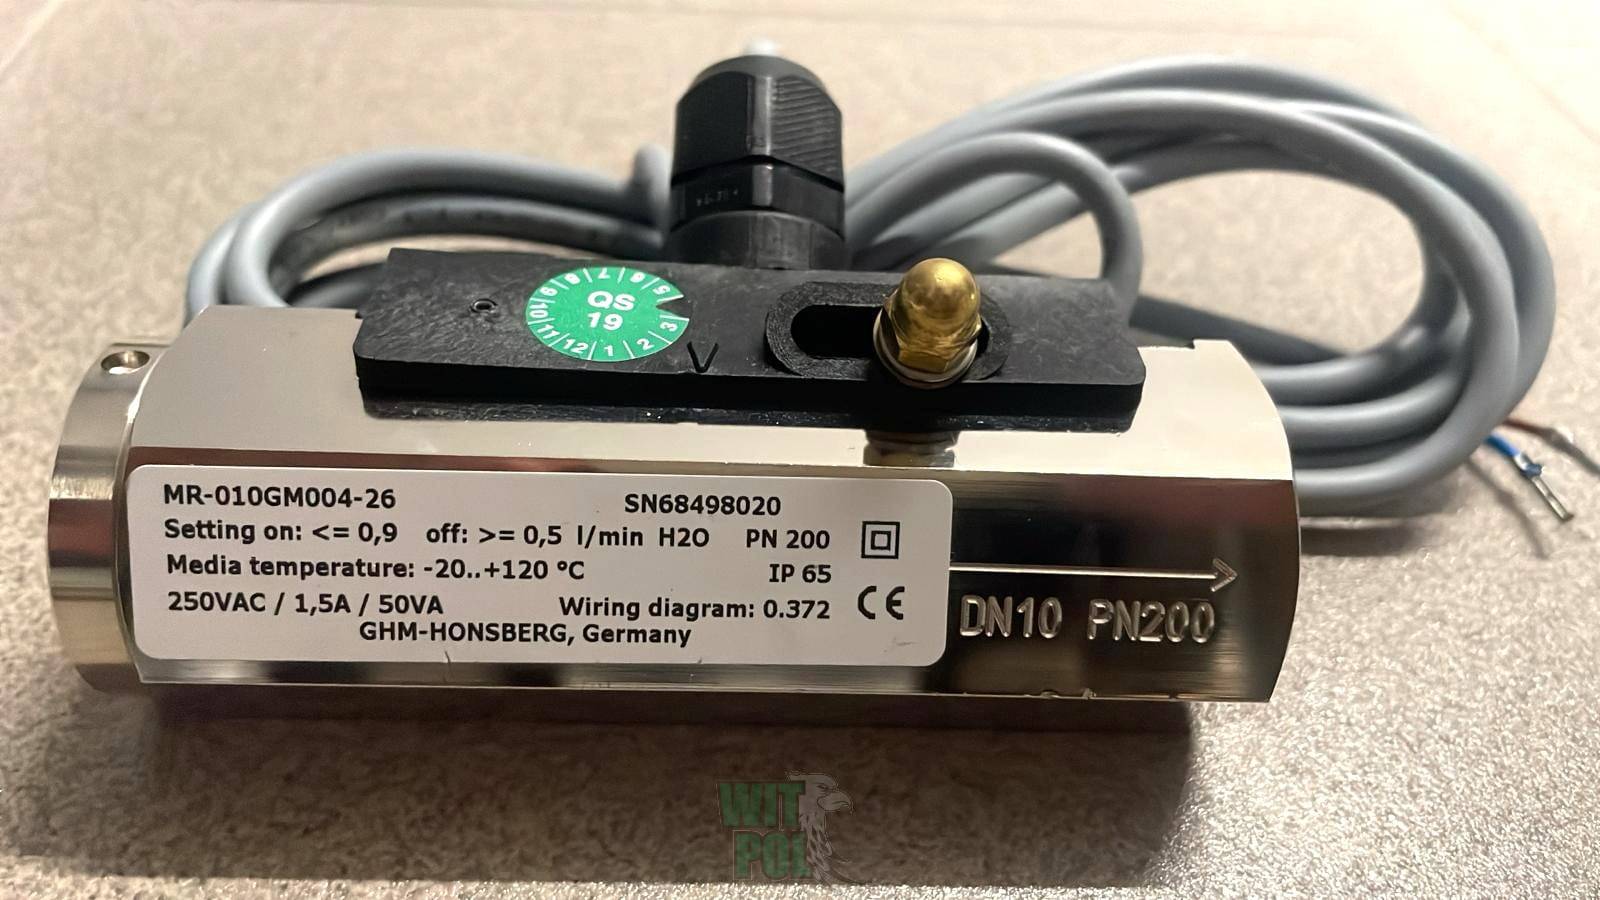 QS
19
1 2 3 5 6 7 8 9 10 11 12
V
MR-010GM004-26 SN68498020
Setting on: <= 0,9 off: >= 0,5 l/min H2O PN 200
Media temperature: -20..+120 °C IP 65
250VAC / 1,5A / 50VA Wiring diagram: 0.372 CE
GHM-HONSBERG, Germany
DN10 PN200
WIT
POL